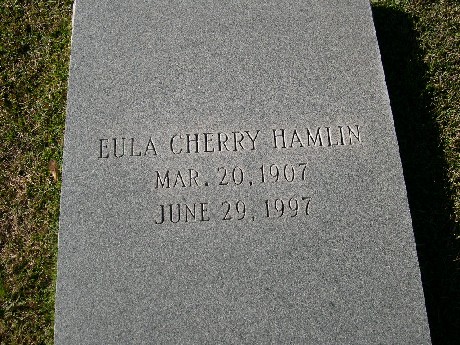 EULA CHERRY HAMLIN
MAR. 20, 1907
JUNE 29, 1997